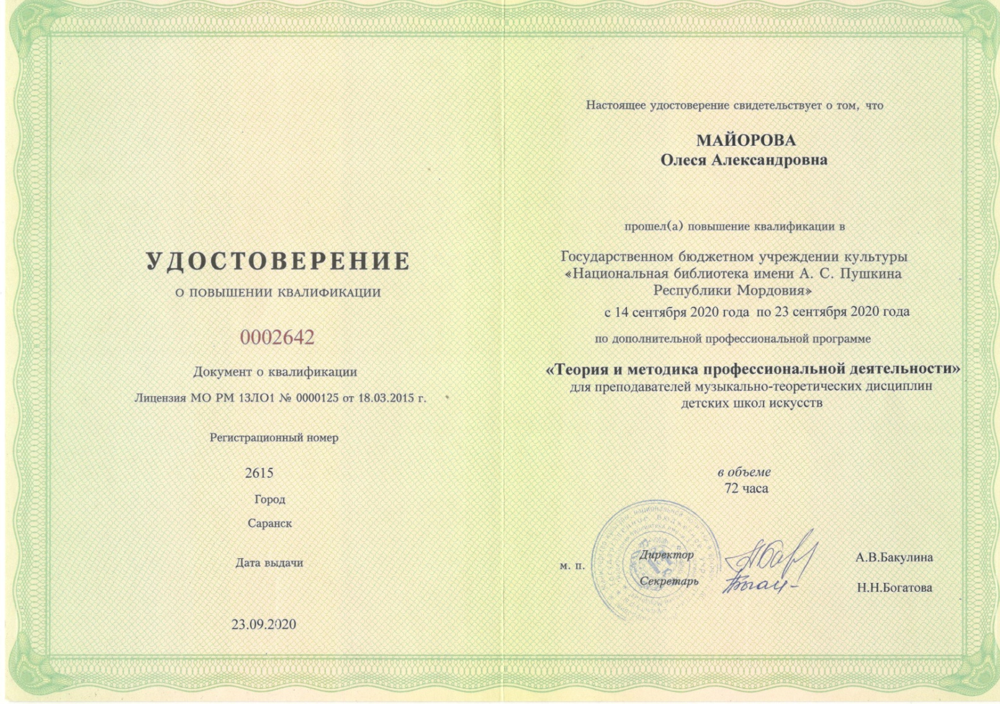 УДОСТОВЕРЕНИЕ
О ПОВЫШЕНИИ КВАЛИФИКАЦИИ
0002642
Документ о квалификации
Лицензия МО РМ 13ЛО1 № 0000125 от 18.03.2015 г.
Регистрационный номер
2615
Город
Саранск
Дата выдачи
23.09.2020
Настоящее удостоверение свидетельствует о том, что
МАЙОРОВА
Олеся Александровна
прошел(а) повышение квалификации в
Государственном бюджетном учреждении культуры
«Национальная библиотека имени А. С. Пушкина
Республики Мордовия»
с 14 сентября 2020 года по 23 сентября 2020 года
по дополнительной профессиональной программе
«Теория и методика профессиональной деятельности»
для преподавателей музыкально-теоретических дисциплин
детских школ искусств
в объеме
72 часа
м. п.
Директор
А.В.Бакулина
Секретарь
Н.Н.Богатова